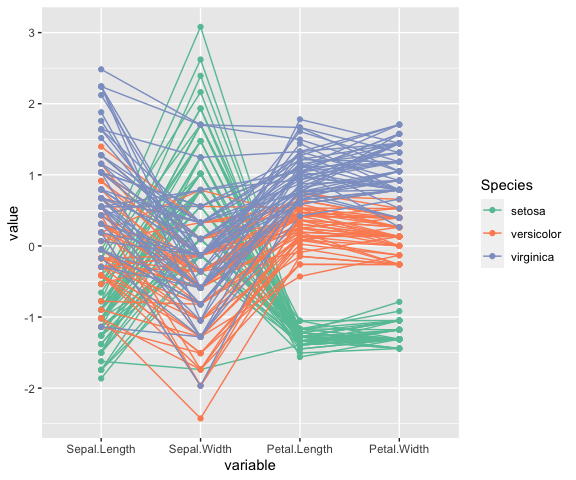 3
2
1
0
-1
-2
value
Sepal.Length Sepal.Width Petal.Length Petal.Width
variable
Species
setosa
versicolor
virginica